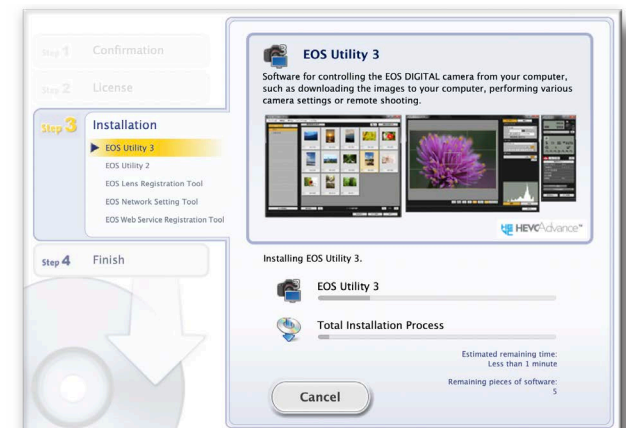 Step 1 Confirmation
Step 2 License
Step 3 Installation
EOS Utility 3
EOS Utility 2
EOS Lens Registration Tool
EOS Network Setting Tool
EOS Web Service Registration Tool
Step 4 Finish
EOS Utility 3
Software for controlling the EOS DIGITAL camera from your computer,
such as downloading the images to your computer, performing various
camera settings or remote shooting.
HEVC Advance™
Installing EOS Utility 3.
EOS Utility 3
Total Installation Process
Estimated remaining time:
Less than 1 minute
Remaining pieces of software:
5
Cancel